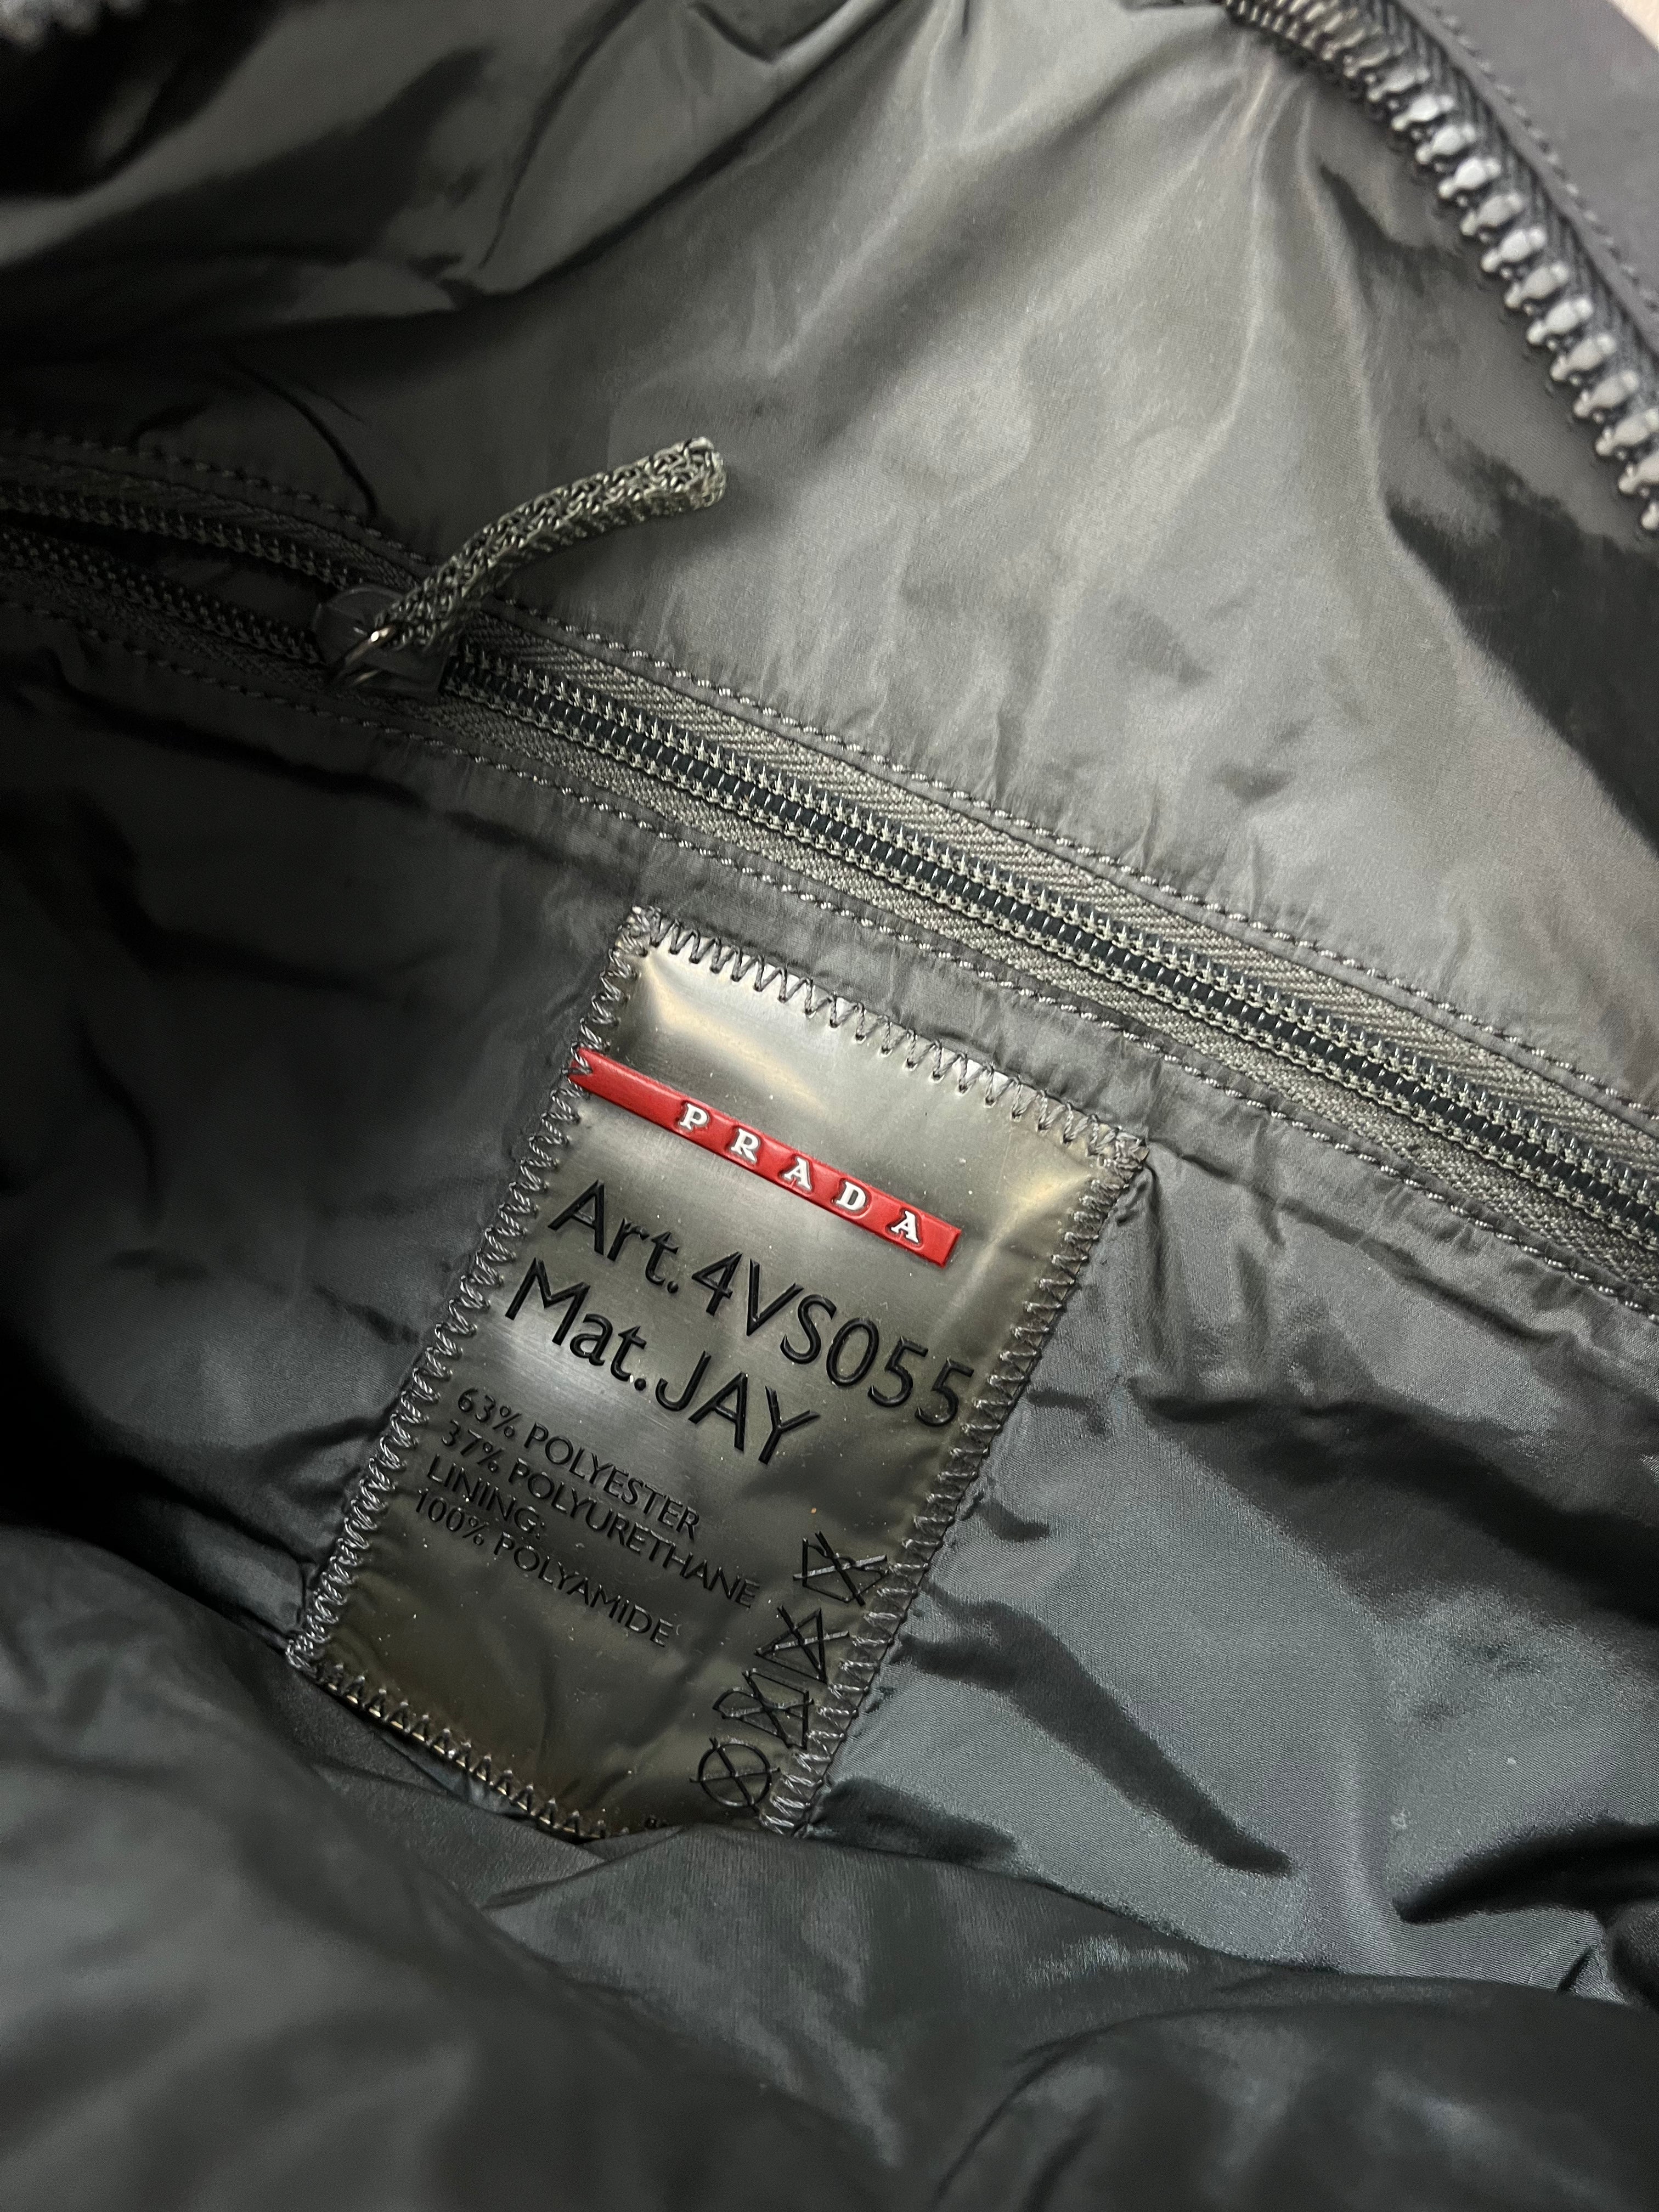 PRADA
Art.4VS055
Mat.JAY
63% POLYESTER
37% POLYURETHANE
LINING:
100% POLYAMIDE